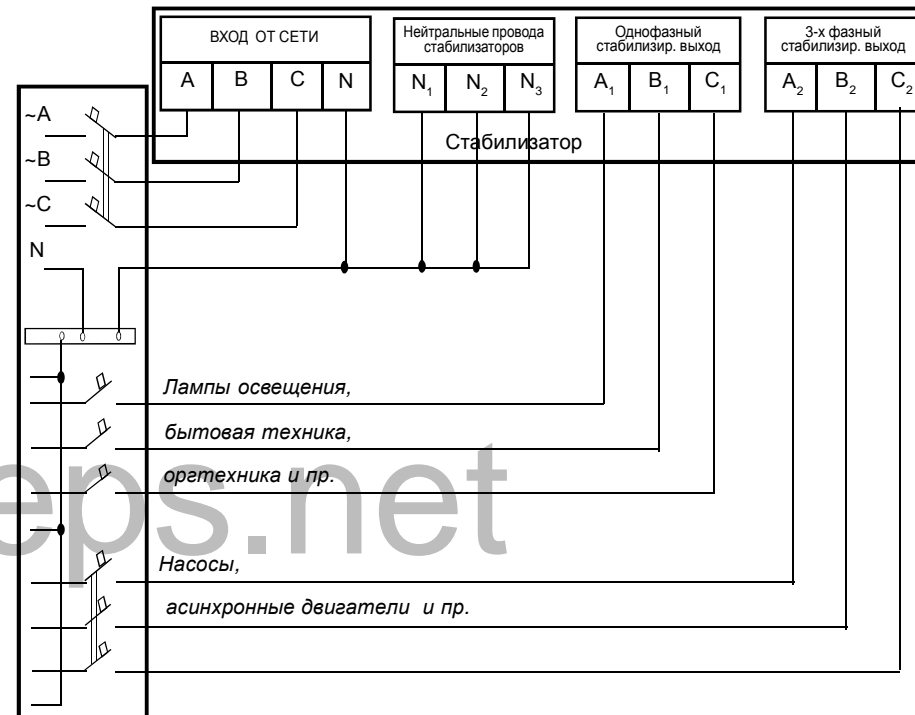 ВХОД ОТ СЕТИ
Нейтральные провода
стабилизаторов
Однофазный
стабилизир. выход
3-х фазный
стабилизир. выход
A B C N
N₁ N₂ N₃
A₁ B₁ C₁
A₂ B₂ C₂
Стабилизатор
~A
~B
~C
N
Лампы освещения,
бытовая техника,
оргтехника и пр.
eps.net
Насосы,
асинхронные двигатели и пр.